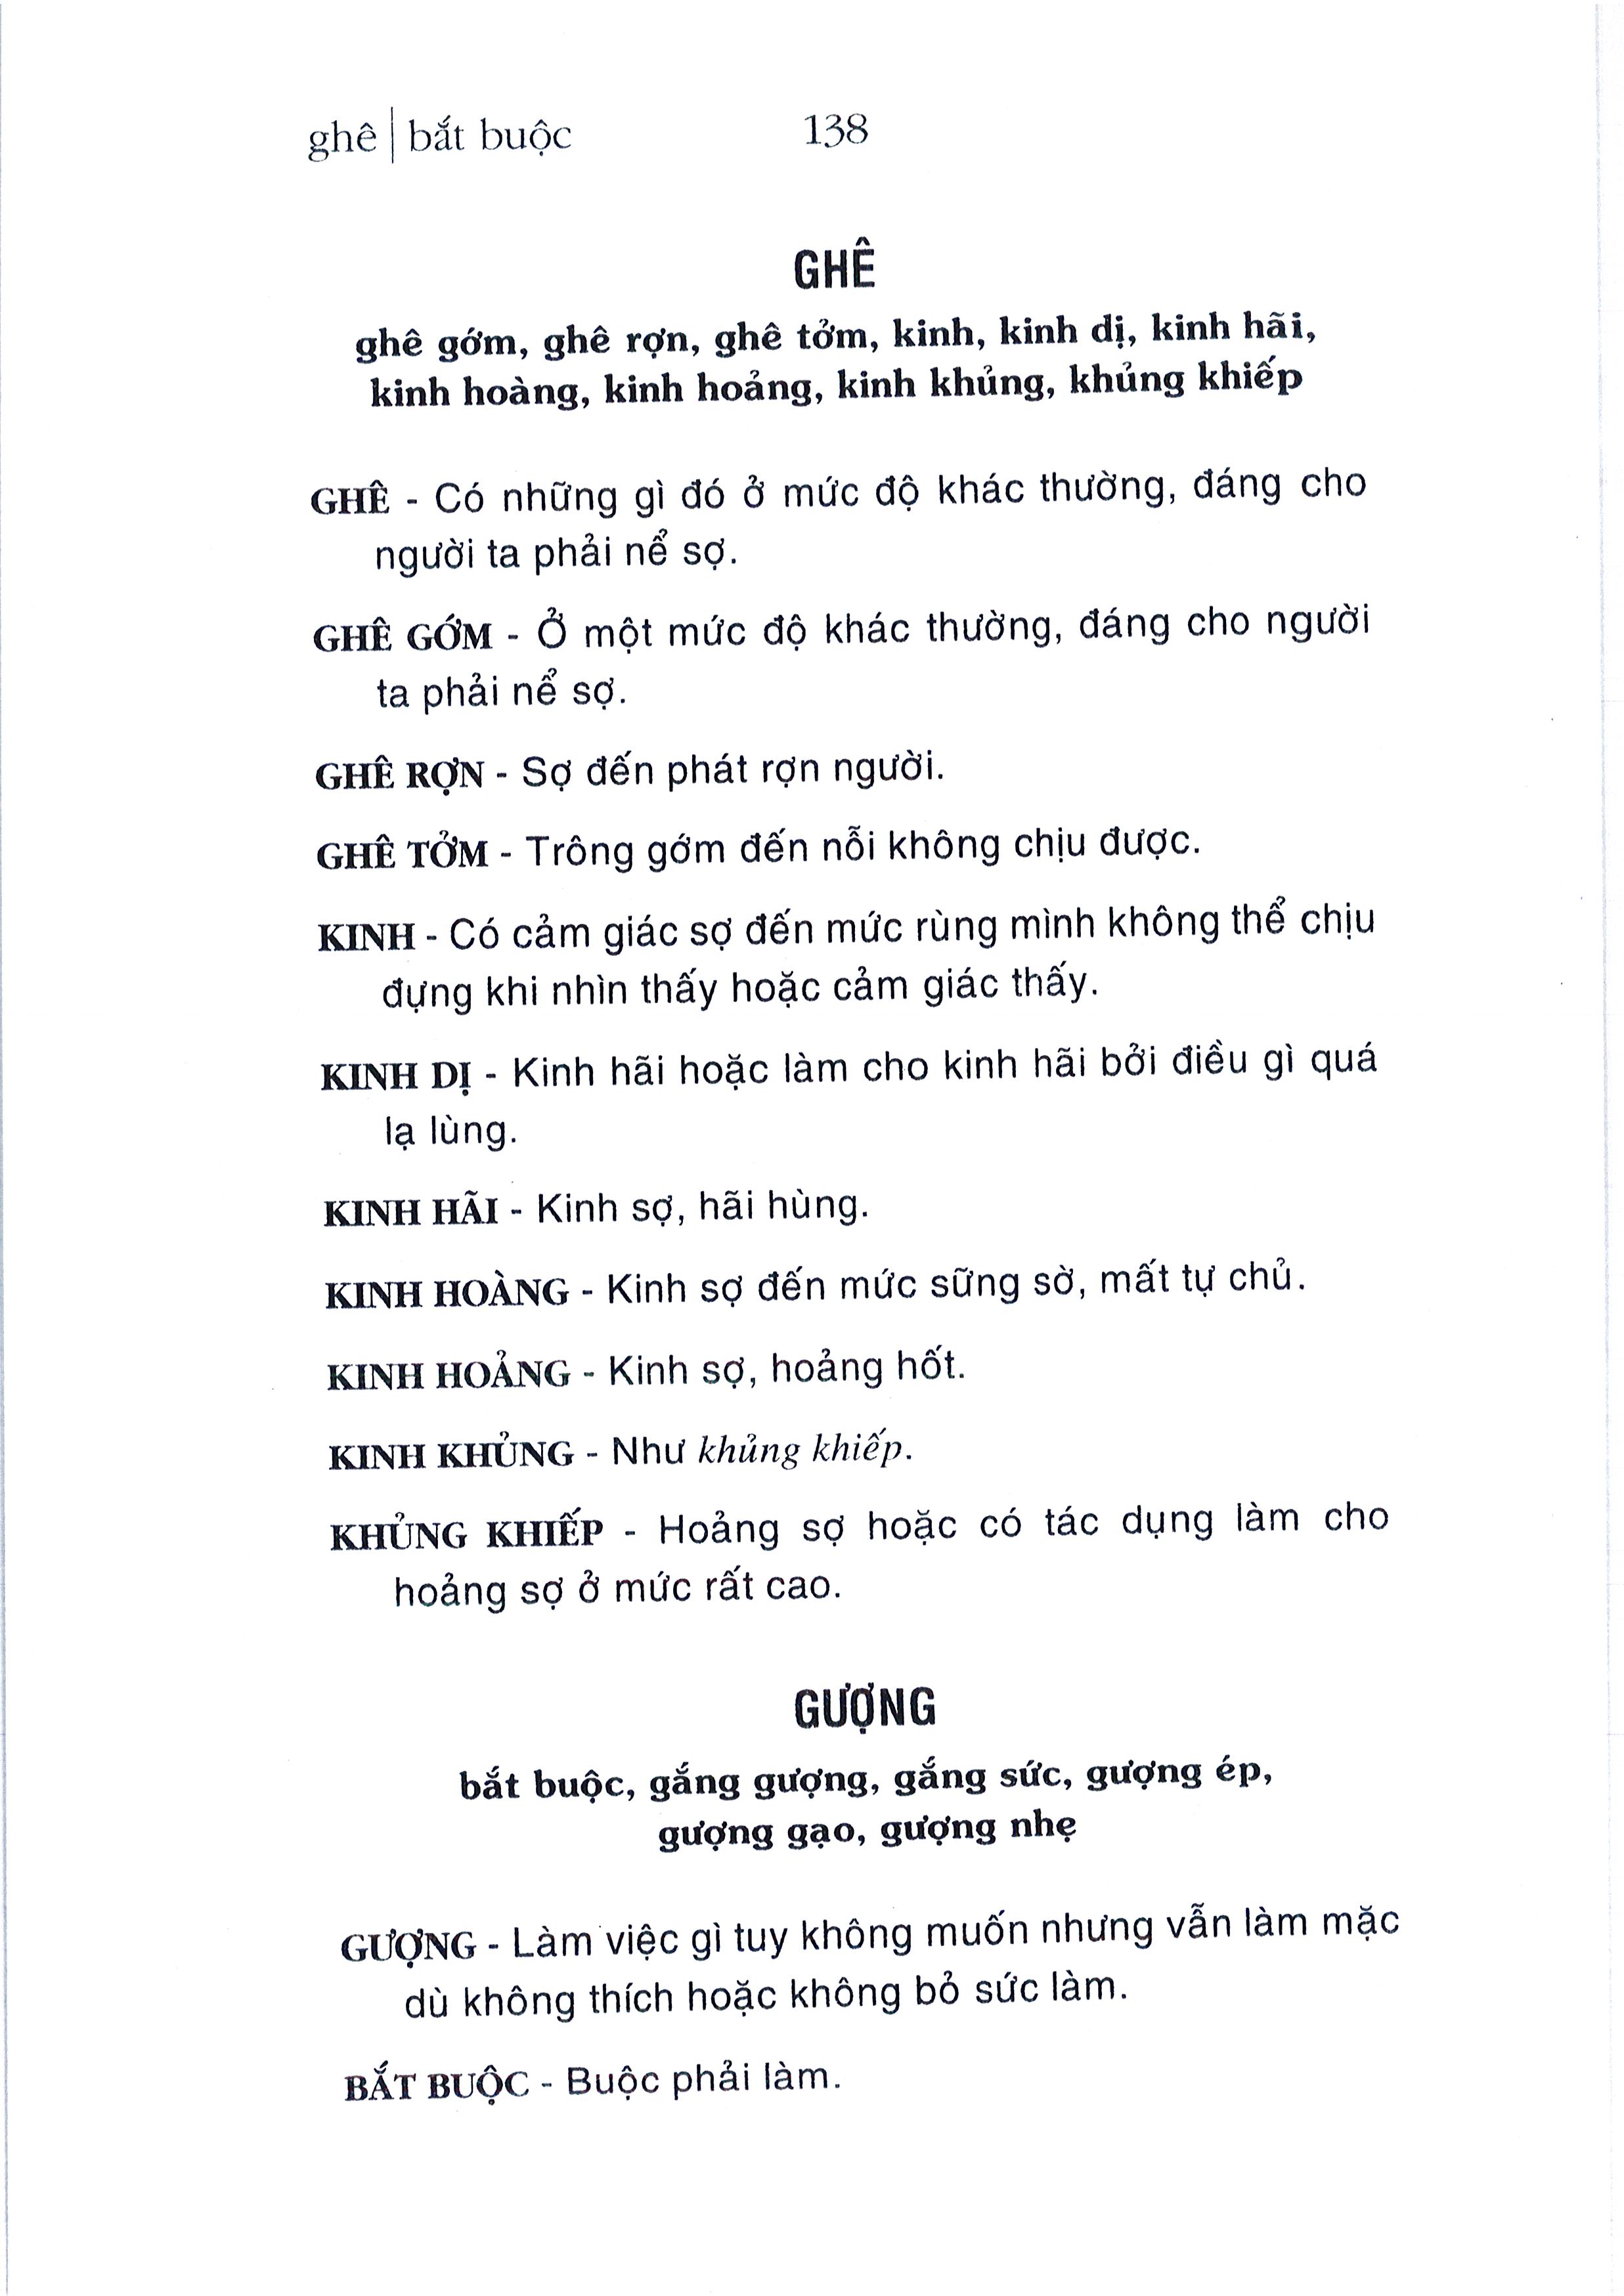 ghê | bắt buộc 138
GHÊ
ghê gớm, ghê rợn, ghê tởm, kinh, kinh dị, kinh hãi,
kinh hoàng, kinh hoảng, kinh khủng, khủng khiếp
GHÊ - Có những gì đó ở mức độ khác thường, đáng cho
người ta phải nể sợ.
GHÊ GỚM - Ở một mức độ khác thường, đáng cho người
ta phải nể sợ.
GHÊ RỢN - Sợ đến phát rợn người.
GHÊ TỞM - Trông gớm đến nỗi không chịu được.
KINH - Có cảm giác sợ đến mức rùng mình không thể chịu
đựng khi nhìn thấy hoặc cảm giác thấy.
KINH DỊ - Kinh hãi hoặc làm cho kinh hãi bởi điều gì quá
lạ lùng.
KINH HÃI - Kinh sợ, hãi hùng.
KINH HOÀNG - Kinh sợ đến mức sững sờ, mất tự chủ.
KINH HOẢNG - Kinh sợ, hoảng hốt.
KINH KHỦNG - Như khủng khiếp.
KHỦNG KHIẾP - Hoảng sợ hoặc có tác dụng làm cho
hoảng sợ ở mức rất cao.
GƯỢNG
bắt buộc, gắng gượng, gắng sức, gượng ép,
gượng gạo, gượng nhẹ
GƯỢNG - Làm việc gì tuy không muốn nhưng vẫn làm mặc
dù không thích hoặc không bỏ sức làm.
BẮT BUỘC - Buộc phải làm.